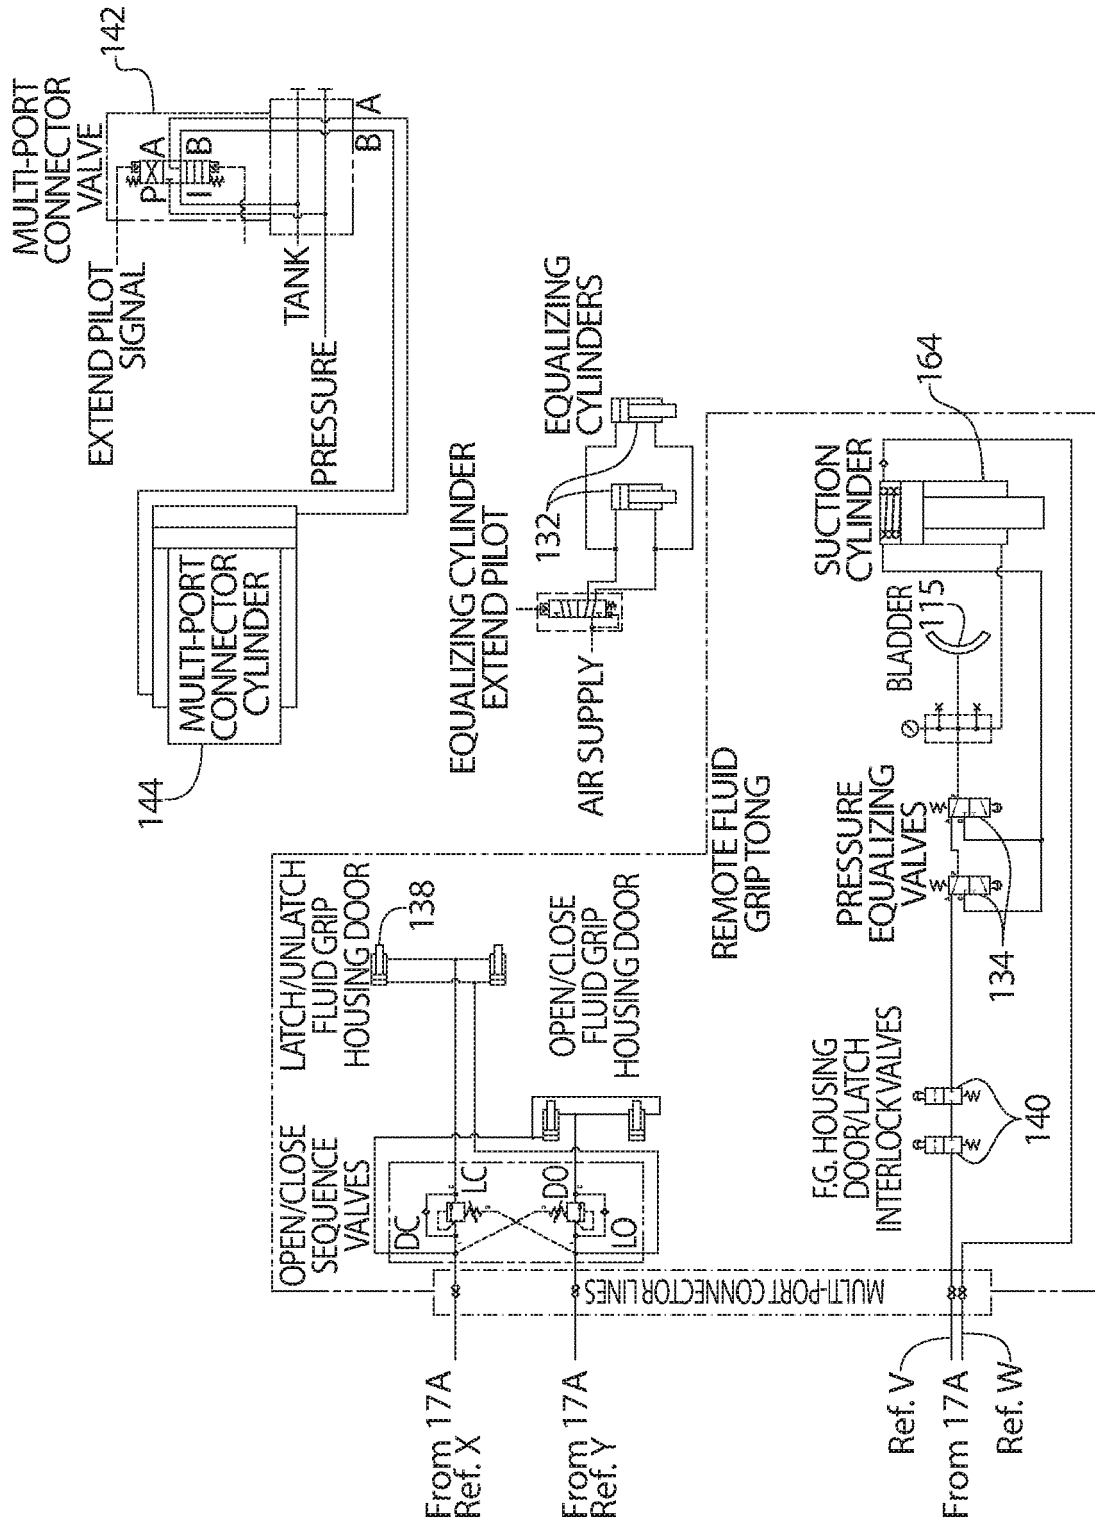 MULTI-PORT
CONNECTOR
VALVE
142
EXTEND PILOT
SIGNAL
P
A
I
B
TANK
PRESSURE
B
A
MULTI-PORT
CONNECTOR
CYLINDER
144
EQUALIZING CYLINDER
EXTEND PILOT
EQUALIZING
CYLINDERS
132
AIR SUPPLY
REMOTE FLUID
GRIP TONG
LATCH/UNLATCH
FLUID GRIP
HOUSING DOOR
138
OPEN/CLOSE
FLUID GRIP
HOUSING DOOR
OPEN/CLOSE
SEQUENCE
VALVES
DC
LC
DO
LO
MULTI-PORT CONNECTOR LINES
From 17A
Ref. X
From 17A
Ref. Y
Ref. V
From 17A
Ref. W
F.G. HOUSING
DOOR/LATCH
INTERLOCK VALVES
140
PRESSURE
EQUALIZING
VALVES
134
BLADDER
115
SUCTION
CYLINDER
164